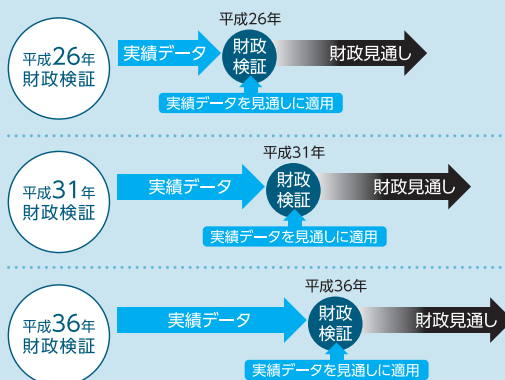 平成26年
平成26年
財政検証
実績データ
財政
検証
財政見通し
実績データを見通しに適用
平成31年
平成31年
財政検証
実績データ
財政
検証
財政見通し
実績データを見通しに適用
平成36年
平成36年
財政検証
実績データ
財政
検証
財政見通し
実績データを見通しに適用